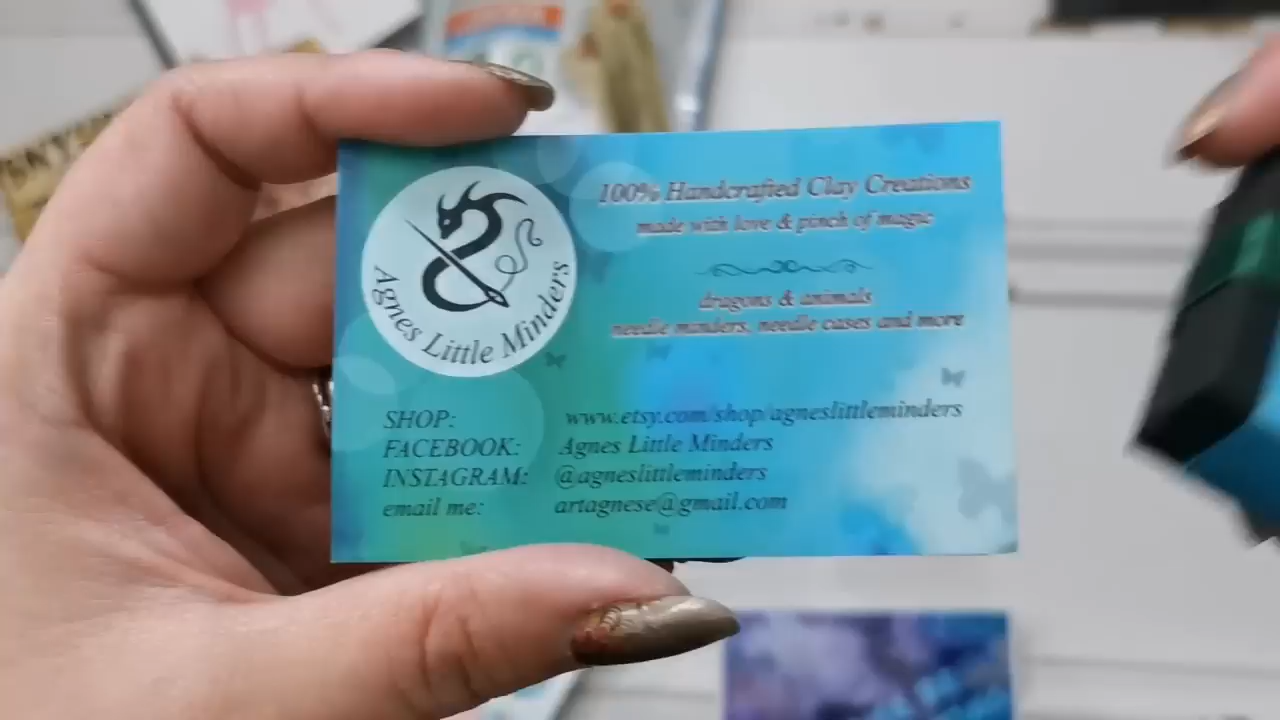 Agnes Little Minders
100% Handcrafted Clay Creations
made with love & pinch of magic
dragons & animals
needle minders, needle cases and more
SHOP: www.etsy.com/shop/agneslittleminders
FACEBOOK: Agnes Little Minders
INSTAGRAM: @agneslittleminders
email me: artagnese@gmail.com